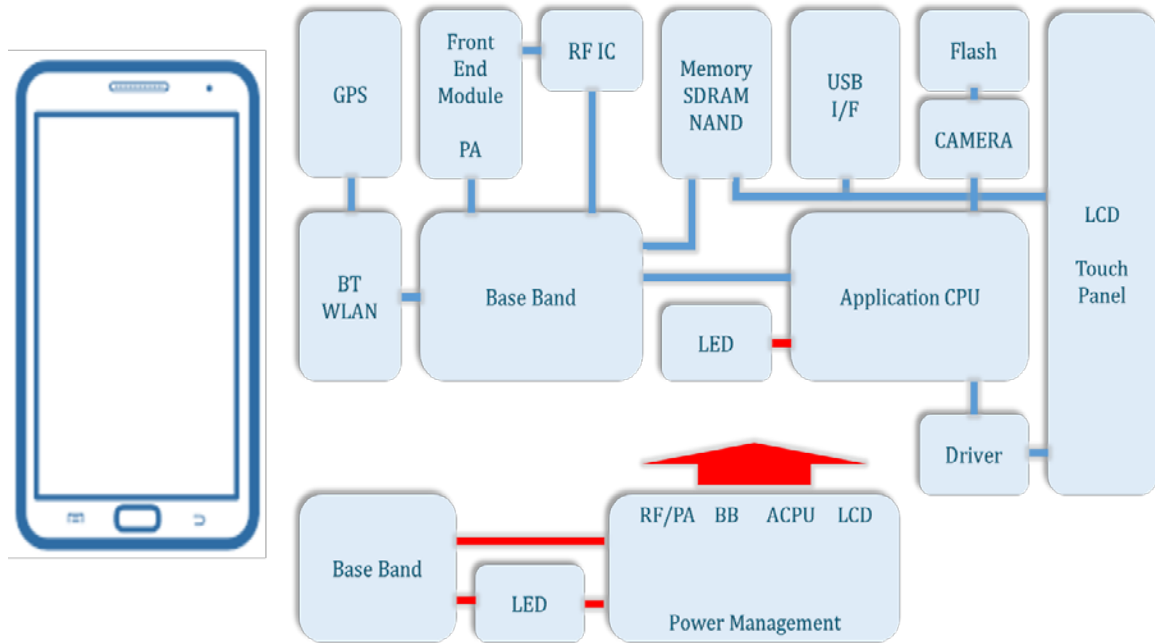 GPS
Front
End
Module
PA
RF IC
Memory
SDRAM
NAND
USB
I/F
Flash
CAMERA
LCD
Touch
Panel
BT
WLAN
Base Band
Application CPU
LED
Driver
Base Band
LED
RF/PA BB ACPU LCD
Power Management